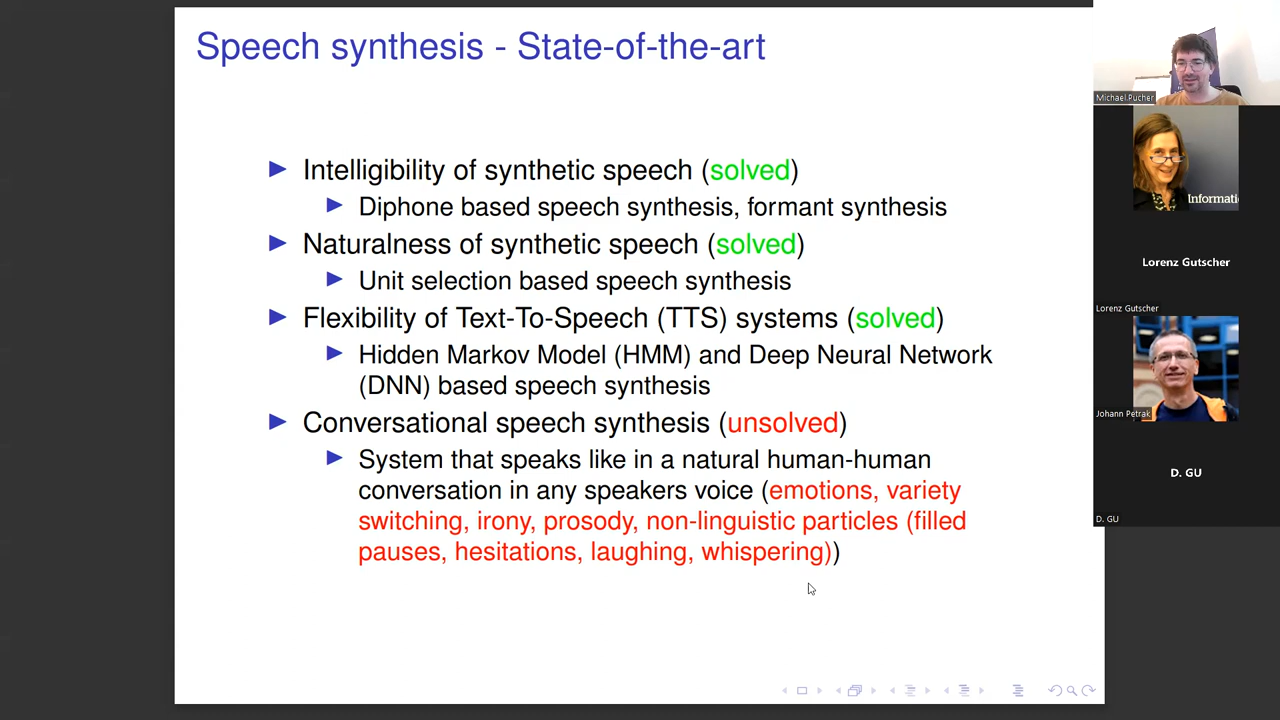 Speech synthesis - State-of-the-art
Intelligibility of synthetic speech (solved)
Diphone based speech synthesis, formant synthesis
Naturalness of synthetic speech (solved)
Unit selection based speech synthesis
Flexibility of Text-To-Speech (TTS) systems (solved)
Hidden Markov Model (HMM) and Deep Neural Network
(DNN) based speech synthesis
Conversational speech synthesis (unsolved)
System that speaks like in a natural human-human
conversation in any speakers voice (emotions, variety
switching, irony, prosody, non-linguistic particles (filled
pauses, hesitations, laughing, whispering))
Michael Pucher
Informati
Lorenz Gutscher
Lorenz Gutscher
Johann Petrak
D. GU
D. GU